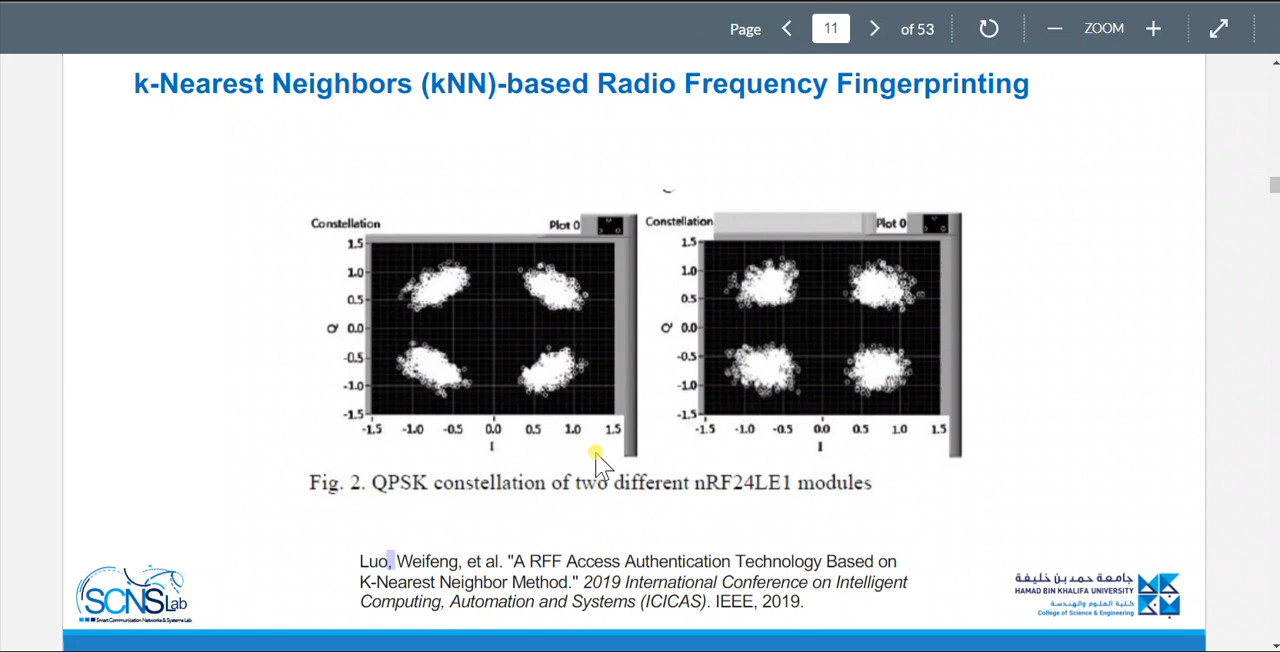 Page 11 of 53 ZOOM
k-Nearest Neighbors (kNN)-based Radio Frequency Fingerprinting
Constellation Plot 0
1.5
1.0
0.5
0.0
-0.5
-1.0
-1.5
Q
-1.5 -1.0 -0.5 0.0 0.5 1.0 1.5
I
Constellation Plot 0
1.5
1.0
0.5
0.0
-0.5
-1.0
-1.5
Q
-1.5 -1.0 -0.5 0.0 0.5 1.0 1.5
I
Fig. 2. QPSK constellation of two different nRF24LE1 modules
Luo, Weifeng, et al. "A RFF Access Authentication Technology Based on
K-Nearest Neighbor Method." 2019 International Conference on Intelligent
Computing, Automation and Systems (ICICAS). IEEE, 2019.
SCNSLab
Smart Communication Networks & Systems Lab
جامعة حمد بن خليفة
HAMAD BIN KHALIFA UNIVERSITY
كلية العلوم والهندسة
College of Science & Engineering